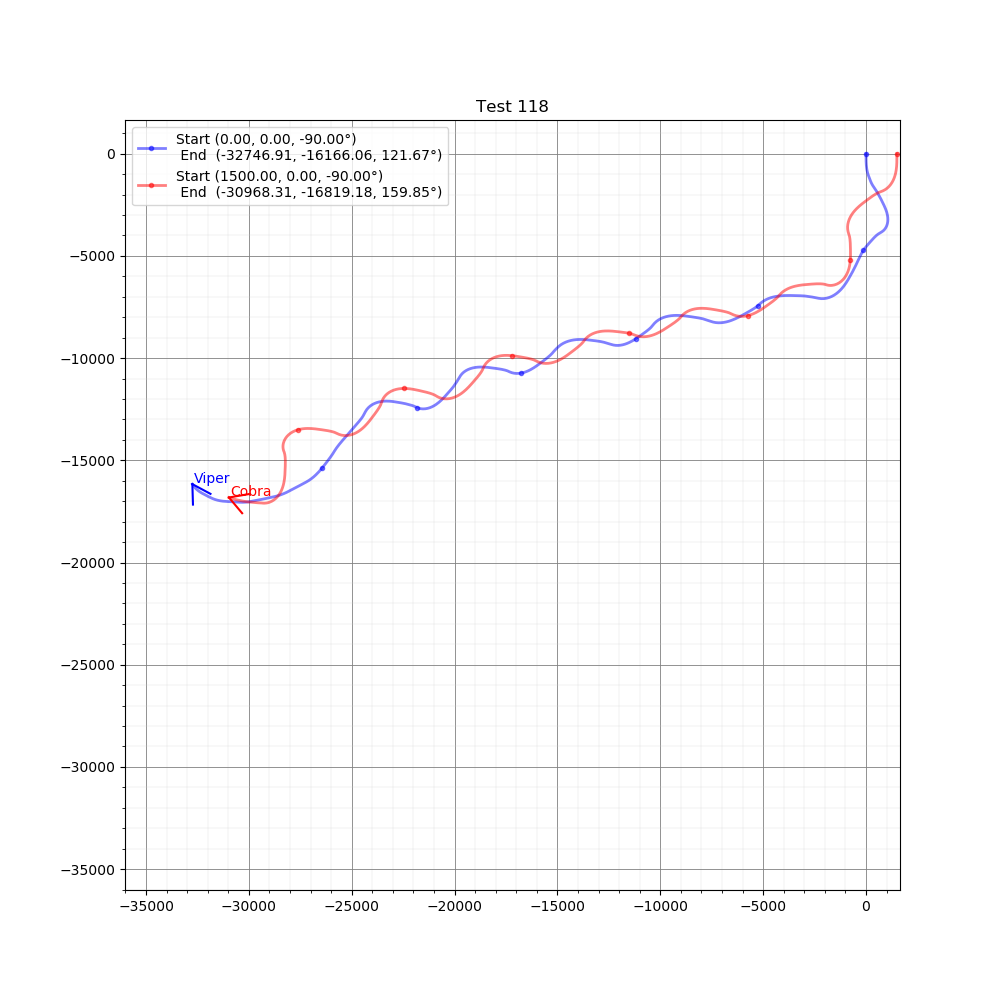 Test 118
Start (0.00, 0.00, -90.00°)
End (-32746.91, -16166.06, 121.67°)
Start (1500.00, 0.00, -90.00°)
End (-30968.31, -16819.18, 159.85°)
0
−5000
−10000
−15000
−20000
−25000
−30000
−35000
Viper
Cobra
−35000 −30000 −25000 −20000 −15000 −10000 −5000 0